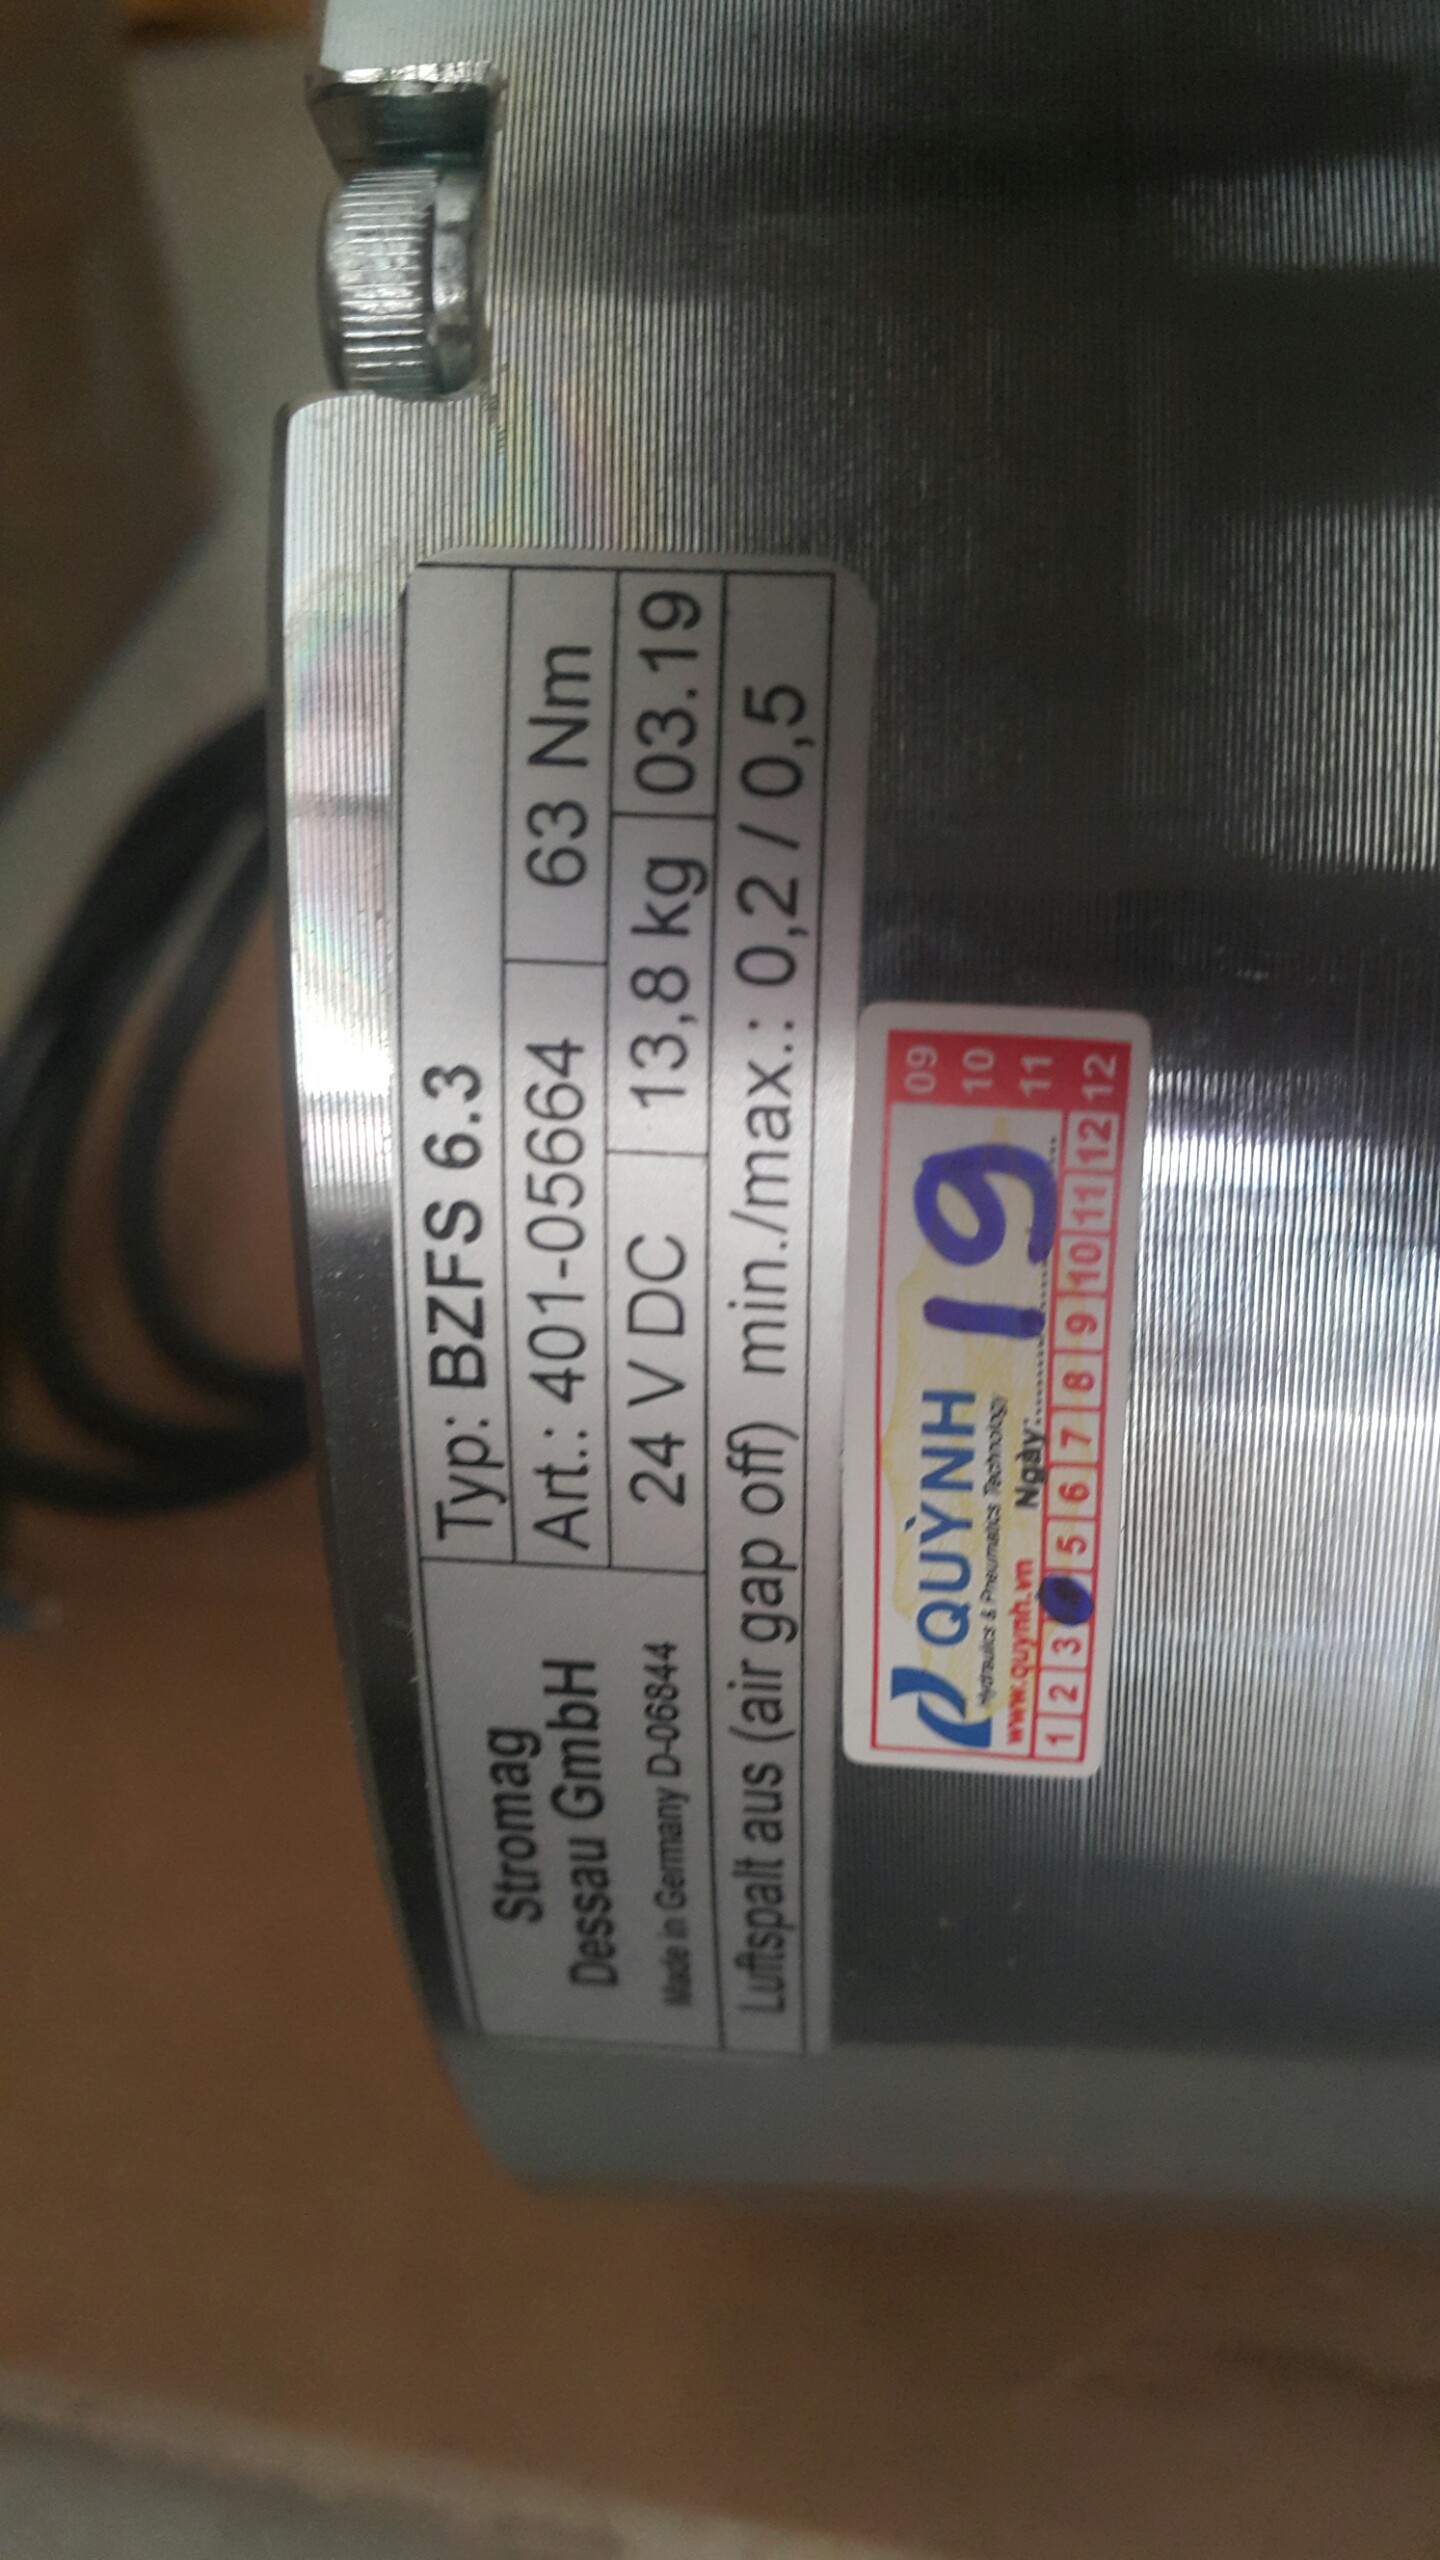 Stromag
Dessau GmbH
Made in Germany D-06844
Typ: BZFS 6.3
Art.: 401-05664 63 Nm
24 V DC 13,8 kg 03.19
Luftspalt aus (air gap off) min./max.: 0,2 / 0,5
QUỲNH 19
Hydraulics & Pneumatics Technology
www.quynh.vn Ngày:
1 2 3 5 6 7 8 9 10 11 12
09
10
11
12